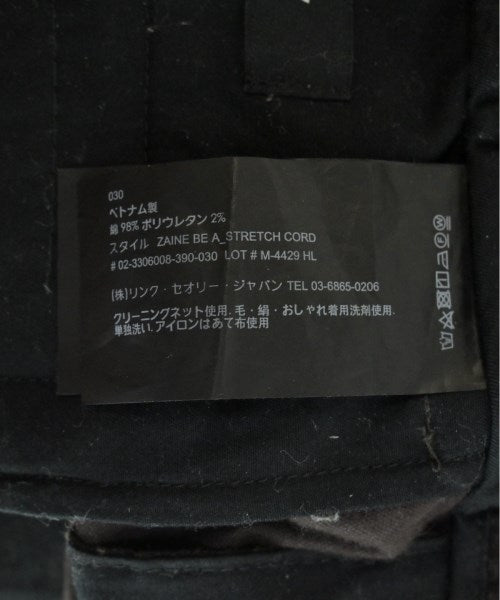 030
ベトナム製
綿 98% ポリウレタン 2%
スタイル ZAINE BE A_STRETCH CORD
# 02-3306008-390-030 LOT # M-4429 HL
(株)リンク・セオリー・ジャパン TEL 03-6865-0206
クリーニングネット使用. 毛・絹・おしゃれ着用洗剤使用.
単独洗い. アイロンはあて布使用